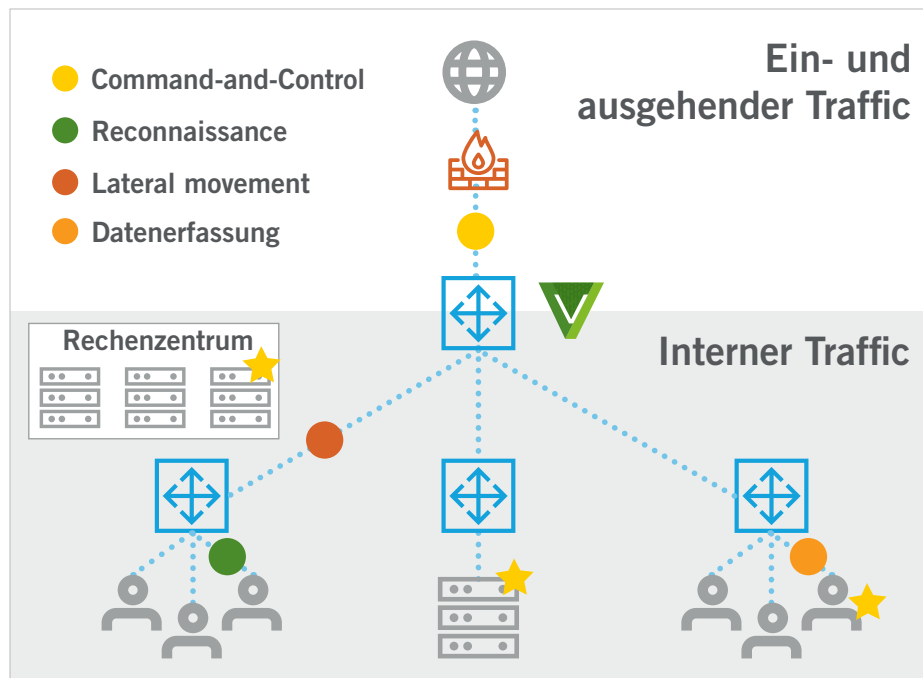 Ein- und
ausgehender Traffic
Command-and-Control
Reconnaissance
Lateral movement
Datenerfassung
V
Rechenzentrum
Interner Traffic